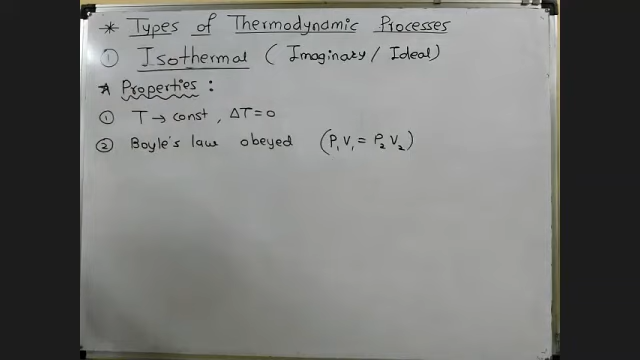 * Types of Thermodynamic Processes
① Isothermal (Imaginary / Ideal)
* Properties :
① T → const , ΔT = 0
② Boyle's law obeyed (P₁V₁ = P₂V₂)